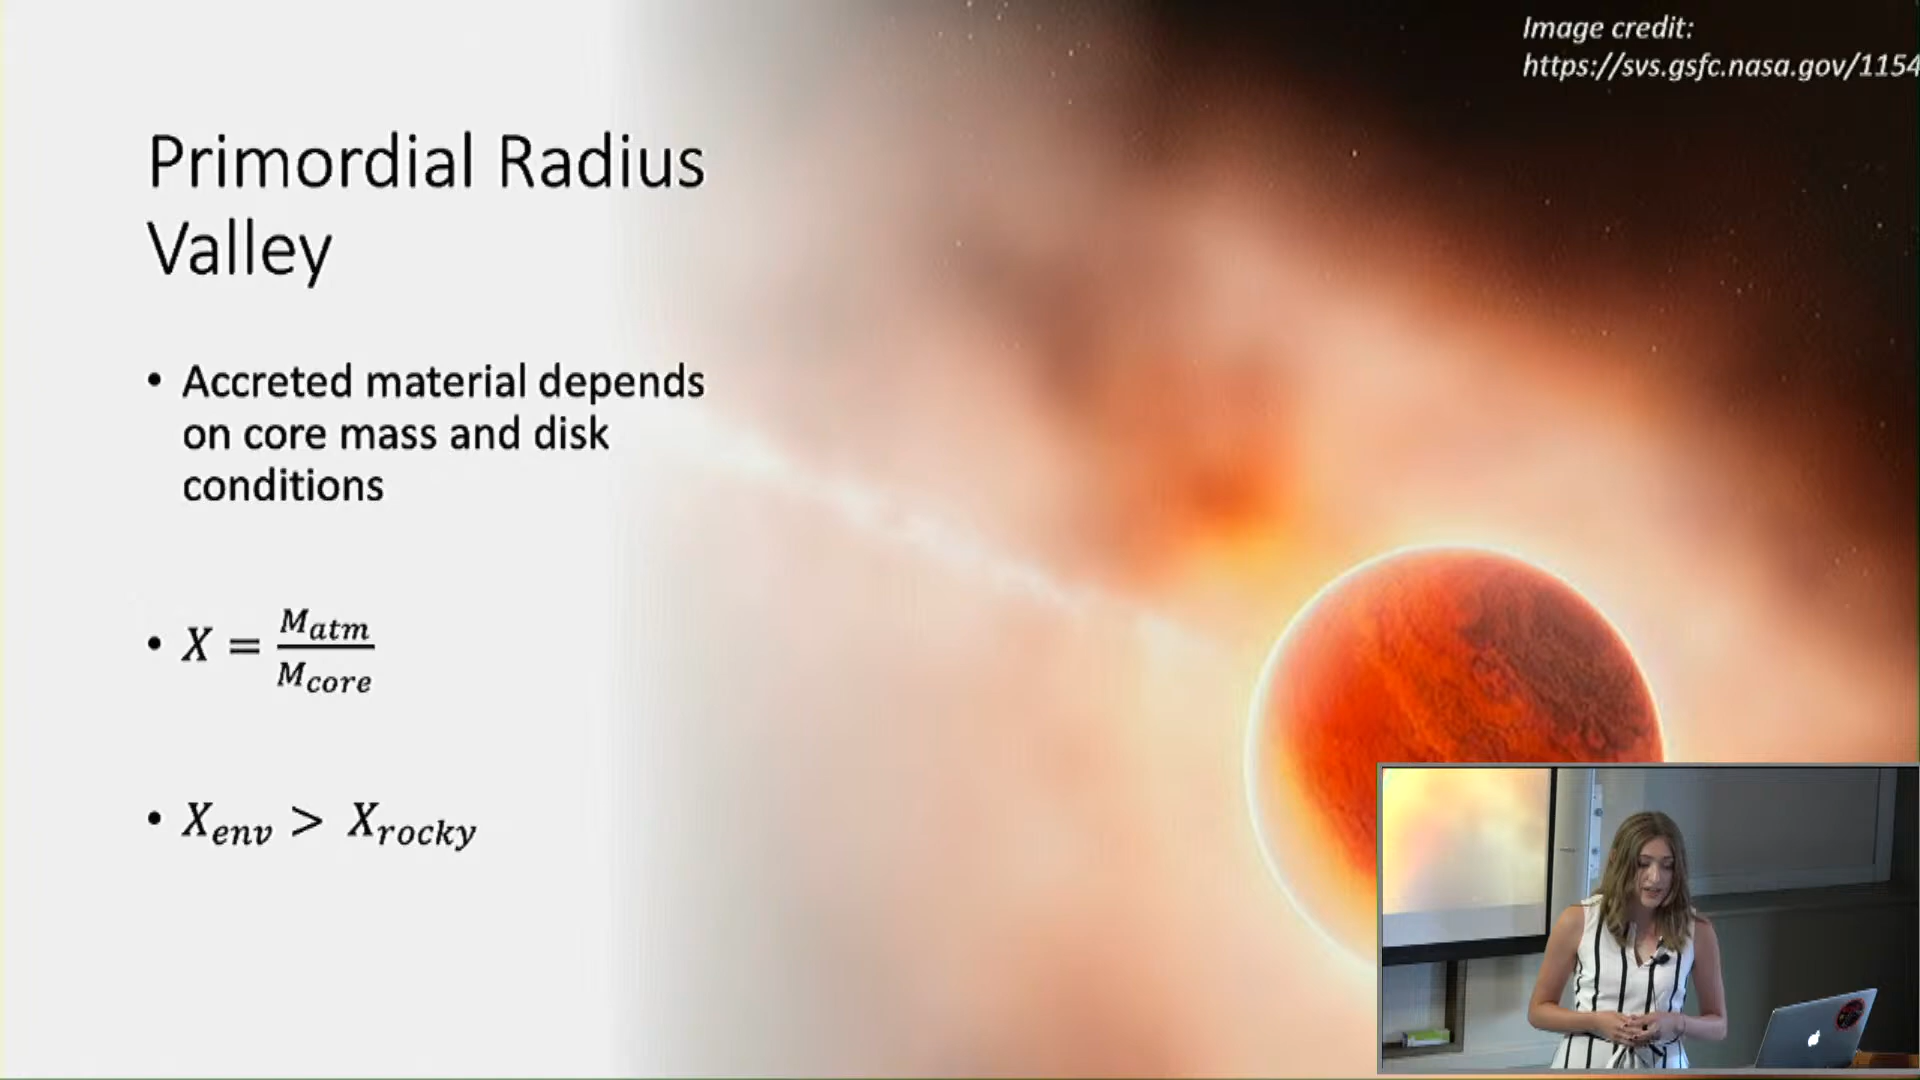 Image credit:
https://svs.gsfc.nasa.gov/1154
Primordial Radius
Valley
• Accreted material depends
on core mass and disk
conditions
• X = M_atm / M_core
• X_env > X_rocky